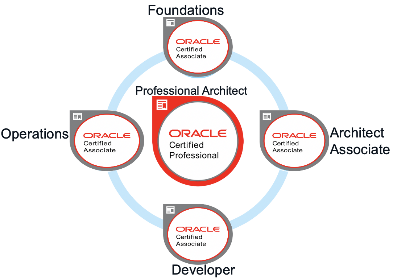 Foundations
ORACLE
Certified
Associate
Professional Architect
Operations
ORACLE
Certified
Associate
ORACLE
Certified
Professional
ORACLE
Certified
Associate
Architect
Associate
ORACLE
Certified
Associate
Developer